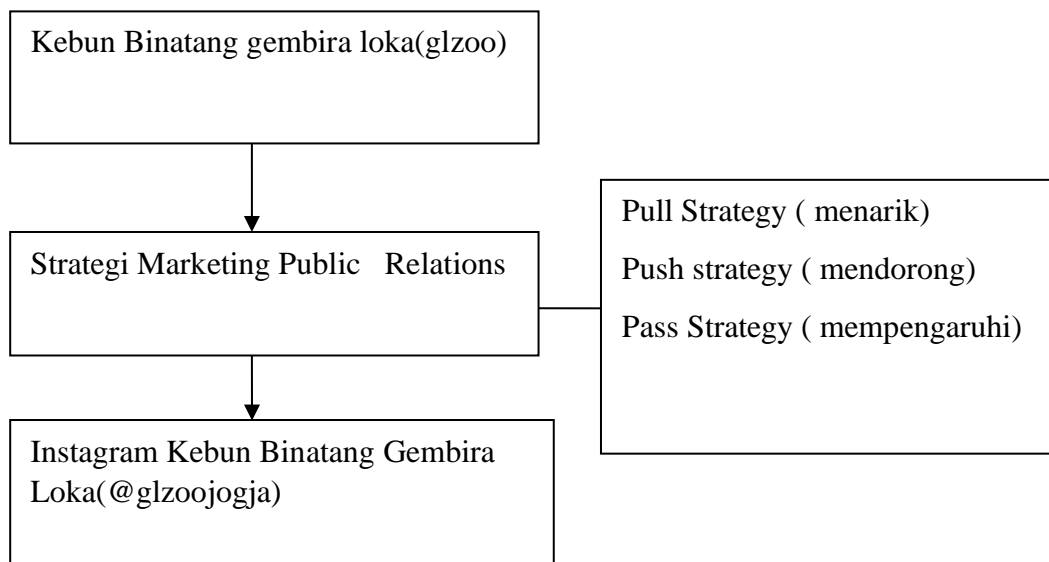 Kebun Binatang gembira loka(glzoo)
Strategi Marketing Public Relations
Pull Strategy ( menarik)
Push strategy ( mendorong)
Pass Strategy ( mempengaruhi)
Instagram Kebun Binatang Gembira
Loka(@glzoojogja)